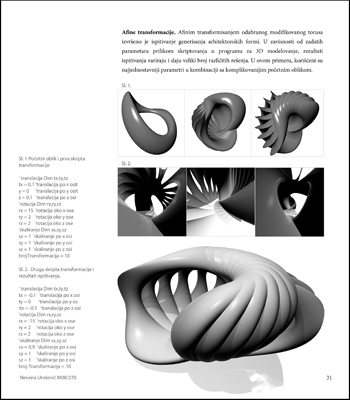 Afine transformacije. Afinim transformisanjem odabranog modifikovanog torusa
izvršeno je ispitivanje generisanja arhitektonskih formi. U zavisnosti od zadatih
parametara prilikom skriptovanja u programu za 3D modelovanje, rezultati
ispitivanja variraju i daju veliki broj različitih rešenja. U ovom primeru, korišćeni su
najjednostavniji parametri u kombinaciji sa komplikovanijim početnim oblikom.
Sl. 1.
Sl. 2.
Sl. 1 Početni oblik i prva skripta
transformacije
' translacija Dim tx,ty,tz
tx = 0.1 'translacija po x osi
ty = 0 'translacija po y osi
tz = 0.1 'translacija po z osi
'rotacija Dim rx,ry,rz
rx = 15 'rotacija oko x ose
ry = 2 'rotacija oko y ose
rz = 2 'rotacija oko z ose
'skaliranje Dim sx,sy,sz
sx = 1 'skaliranje po x osi
sy = 1 'skaliranje po y osi
sz = 1 'skaliranje po z osi
brojTransformacija = 10
Sl. 2. Druga skripta transformacije i
rezultati ispitivanja.
' translacija Dim tx,ty,tz
tx = -0.1 'translacija po x osi
ty = 0 'translacija po y osi
tz = -0.1 'translacija po z osi
'rotacija Dim rx,ry,rz
rx = -15 'rotacija oko x ose
ry = 2 'rotacija oko y ose
rz = 2 'rotacija oko z ose
'skaliranje Dim sx,sy,sz
sx = 0.9 'skaliranje po x osi
sy = 1 'skaliranje po y osi
sz = 1 'skaliranje po z osi
brojTransformacija = 10
Nevena Urošević M08/270
31